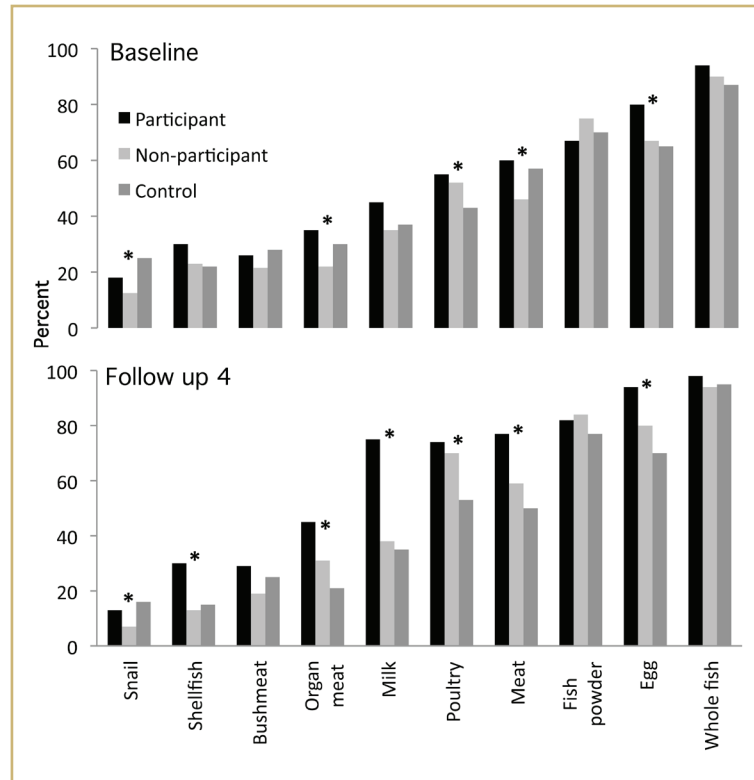 Baseline
100
80
60
40
20
0
Participant
Non-participant
Control
*
*
*
*
*
Percent
Follow up 4
100
80
60
40
20
0
*
*
*
*
*
*
*
Snail
Shellfish
Bushmeat
Organ
meat
Milk
Poultry
Meat
Fish
powder
Egg
Whole fish